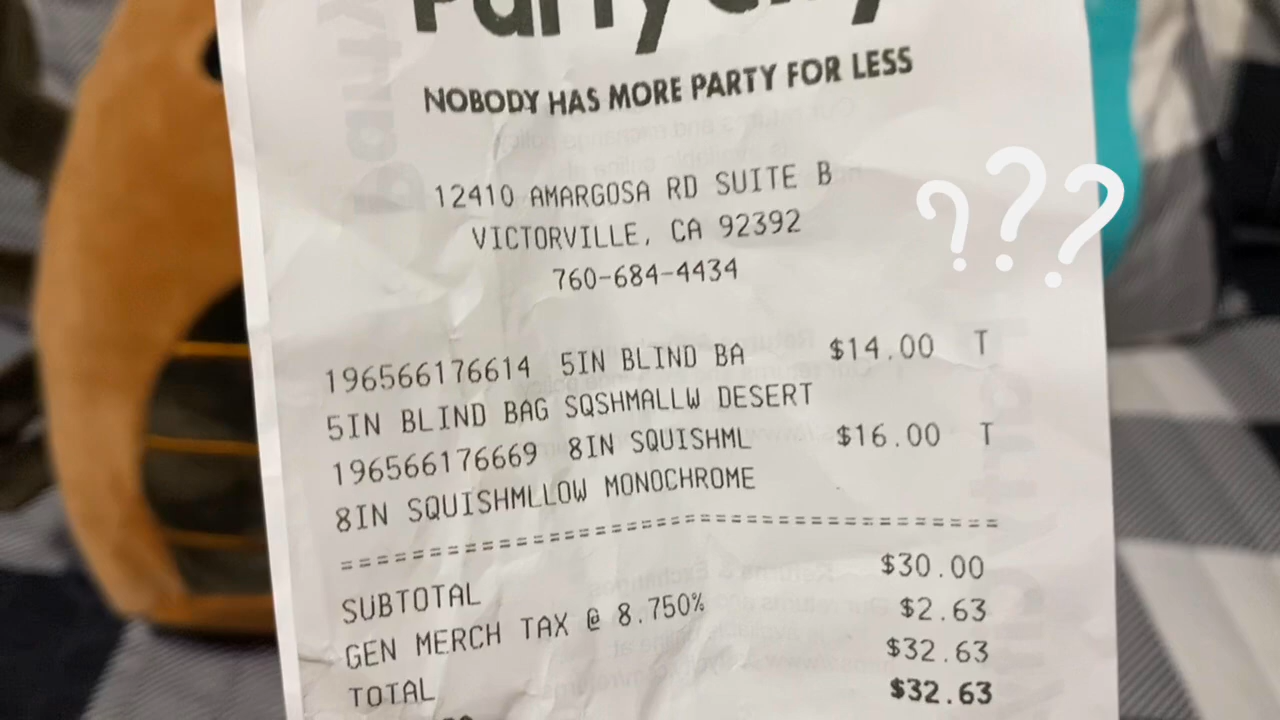 Party City
NOBODY HAS MORE PARTY FOR LESS
12410 AMARGOSA RD SUITE B
VICTORVILLE, CA 92392
760-684-4434
196566176614 5IN BLIND BA $14.00 T
5IN BLIND BAG SQSHMALLW DESERT
196566176669 8IN SQUISHML $16.00 T
8IN SQUISHMLLOW MONOCHROME
================================
SUBTOTAL $30.00
GEN MERCH TAX @ 8.750% $2.63
TOTAL $32.63
$32.63
???